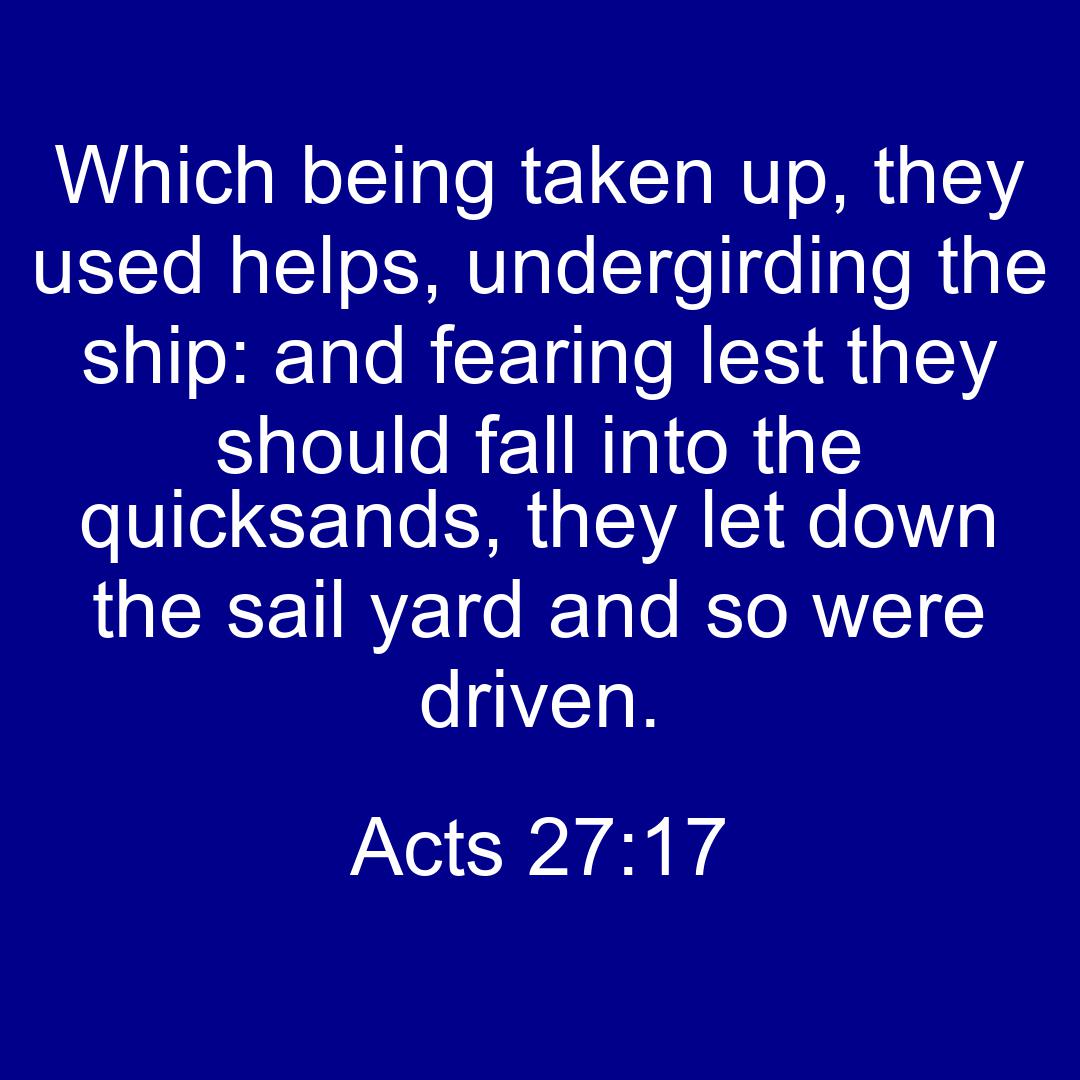 Which being taken up, they
used helps, undergirding the
ship: and fearing lest they
should fall into the
quicksands, they let down
the sail yard and so were
driven.
Acts 27:17